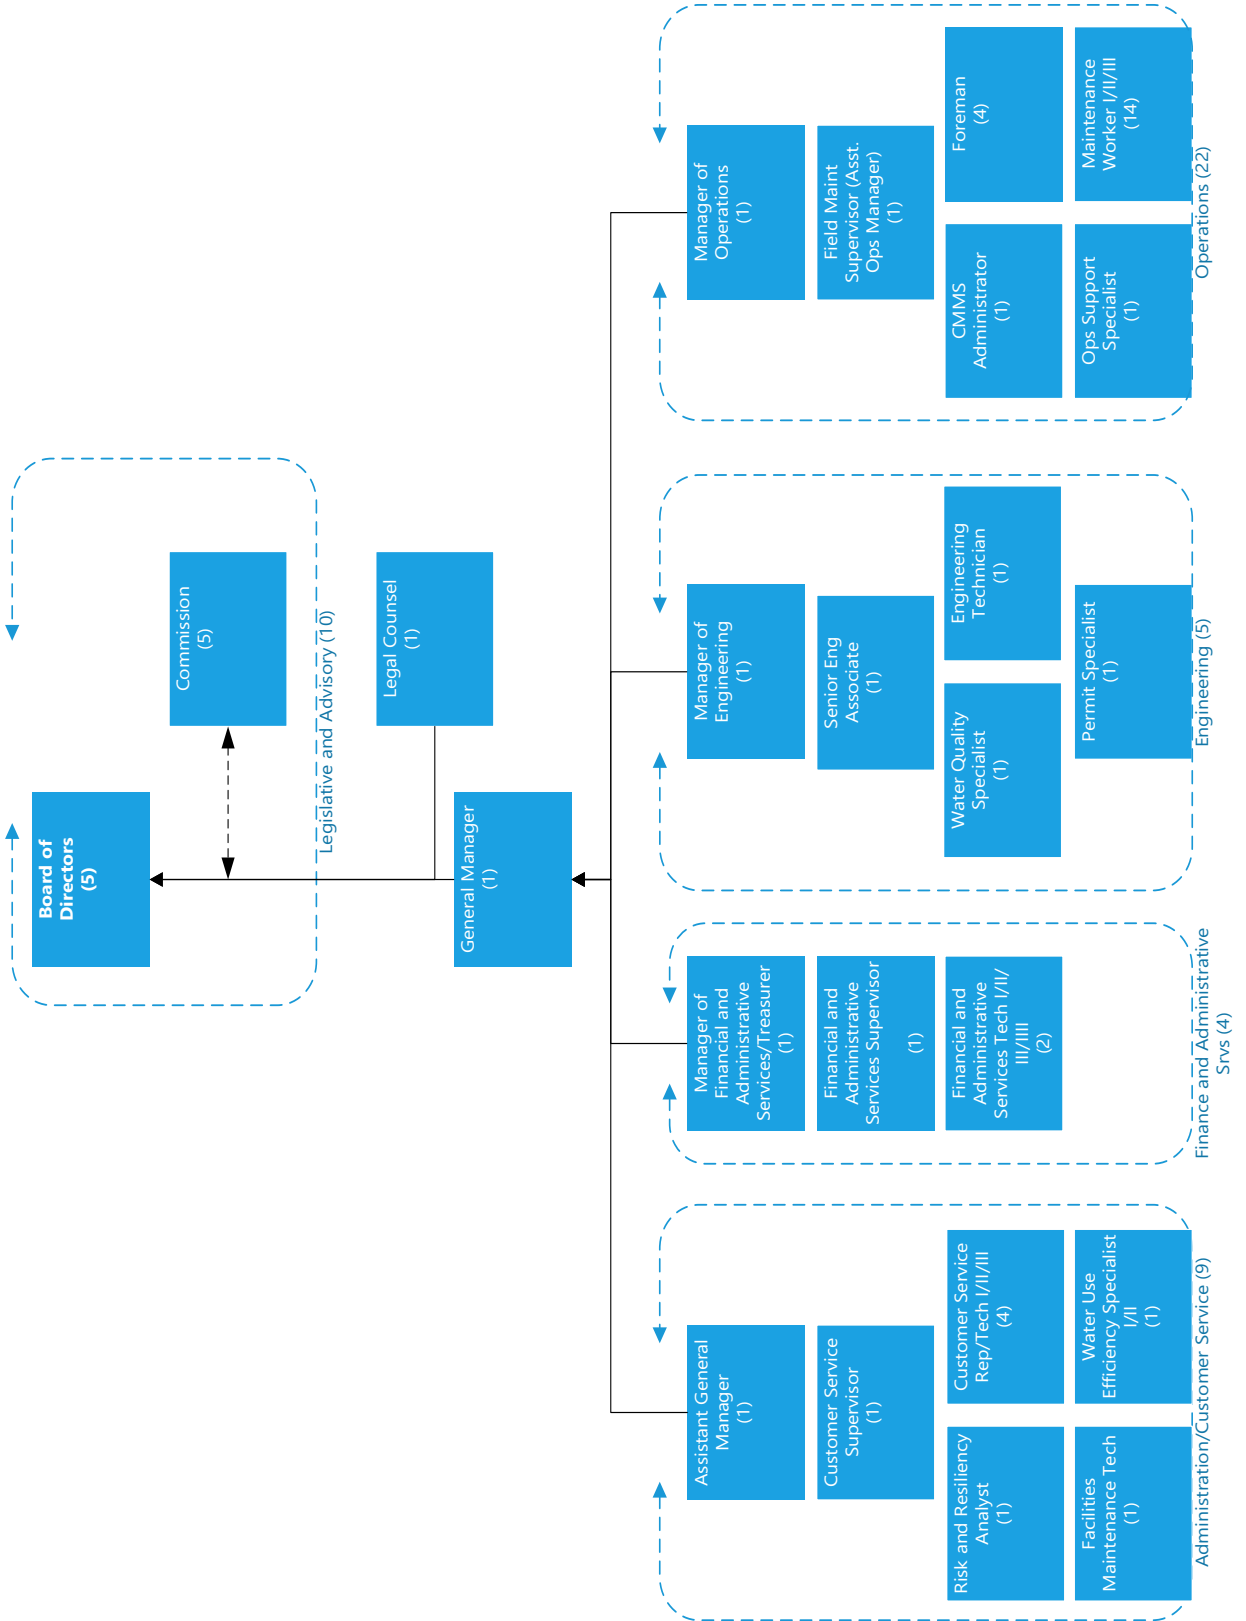 Board of
Directors
(5)
Commission
(5)
Legislative and Advisory (10)
Legal Counsel
(1)
General Manager
(1)
Assistant General
Manager
(1)
Customer Service
Supervisor
(1)
Risk and Resiliency
Analyst
(1)
Customer Service
Rep/Tech I/II/III
(4)
Facilities
Maintenance Tech
(1)
Water Use
Efficiency Specialist
I/II
(1)
Administration/Customer Service (9)
Manager of
Financial and
Administrative
Services/Treasurer
(1)
Financial and
Administrative
Services Supervisor
(1)
Financial and
Administrative
Services Tech I/II/
III/IIII
(2)
Finance and Administrative
Srvs (4)
Manager of
Engineering
(1)
Senior Eng
Associate
(1)
Water Quality
Specialist
(1)
Engineering
Technician
(1)
Permit Specialist
(1)
Engineering (5)
Manager of
Operations
(1)
Field Maint
Supervisor (Asst.
Ops Manager)
(1)
CMMS
Administrator
(1)
Foreman
(4)
Ops Support
Specialist
(1)
Maintenance
Worker I/II/III
(14)
Operations (22)